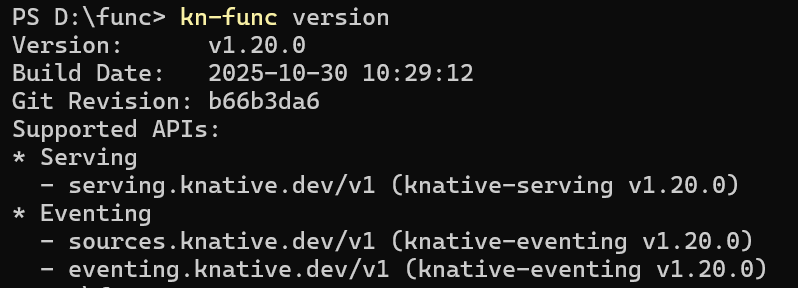 PS D:\func> kn-func version
Version:      v1.20.0
Build Date:   2025-10-30 10:29:12
Git Revision: b66b3da6
Supported APIs:
* Serving
  - serving.knative.dev/v1 (knative-serving v1.20.0)
* Eventing
  - sources.knative.dev/v1 (knative-eventing v1.20.0)
  - eventing.knative.dev/v1 (knative-eventing v1.20.0)